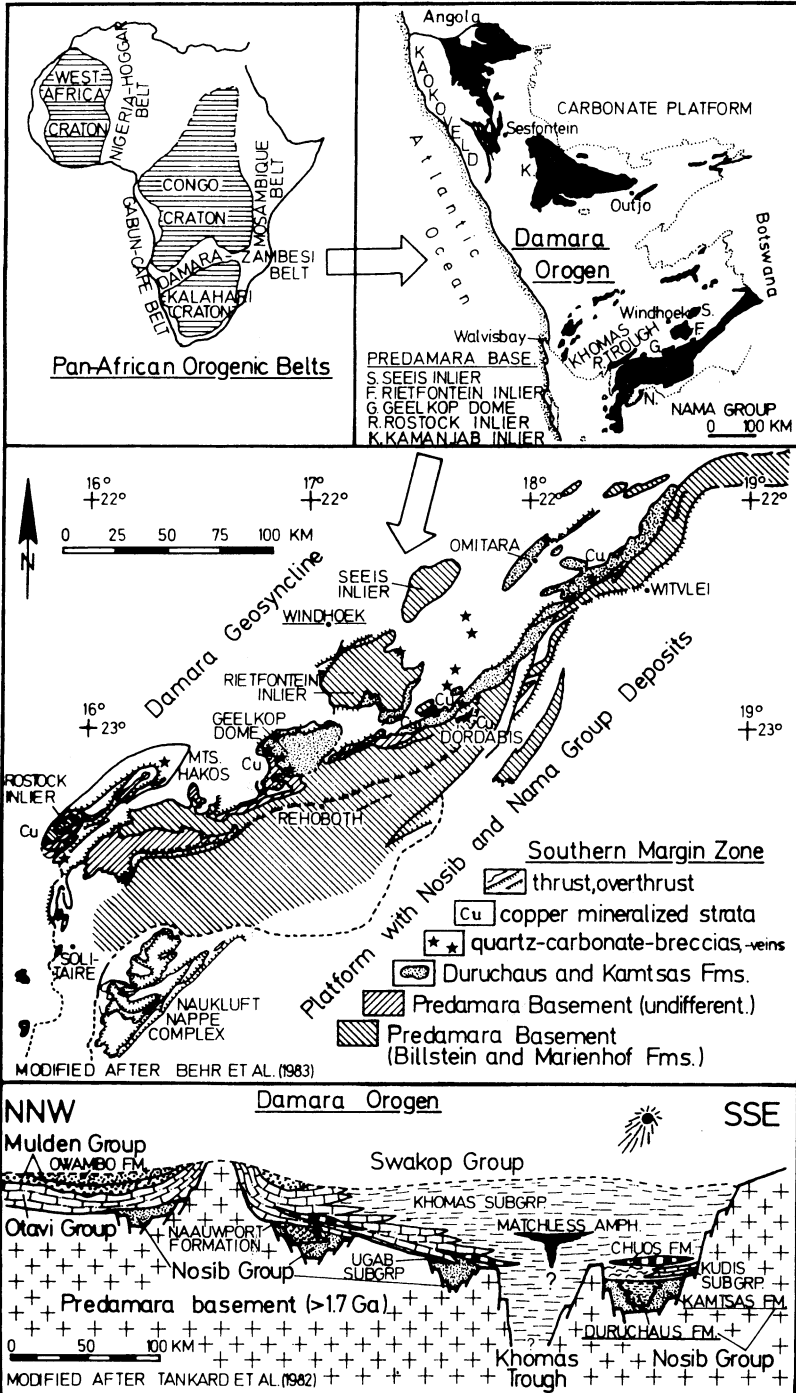 WEST
AFRICA
CRATON
NIGERIA-HOGGAR
BELT
CONGO
CRATON
MOSAMBIQUE
BELT
GABUN-CAPE BELT
DAMARA-ZAMBESI
BELT
KALAHARI
CRATON
Pan-African Orogenic Belts
Angola
KAOKOVELD
CARBONATE PLATFORM
Sesfontein
K.
Outjo
Atlantic
Ocean
Damara
Orogen
Botswana
Windhoek
S.
F.
Walvisbay
KHOMAS
TROUGH
R.
G.
N.
PREDAMARA BASE.
S. SEEIS INLIER
F. RIETFONTEIN INLIER
G. GEELKOP DOME
R. ROSTOCK INLIER
K. KAMANJAB INLIER
NAMA GROUP
0 100 KM
16°
22°
17°
22°
18°
22°
19°
22°
0 25 50 75 100 KM
N
Damara Geosyncline
OMITARA
Cu
SEEIS
INLIER
WITVLEI
WINDHOEK
RIETFONTEIN
INLIER
16°
23°
GEELKOP
DOME
Cu
Cu
Cu
Cu
DORDABIS
19°
23°
MTS.
HAKOS
ROSTOCK
INLIER
Cu
REHOBOTH
Platform with Nosib and Nama Group Deposits
SOLI-
TAIRE
NAUKLUFT
NAPPE
COMPLEX
Southern Margin Zone
thrust, overthrust
Cu copper mineralized strata
quartz-carbonate-breccias,-veins
Duruchaus and Kamtsas Fms.
Predamara Basement (undifferent.)
Predamara Basement
(Billstein and Marienhof Fms.)
MODIFIED AFTER BEHR ET AL. (1983)
NNW
Damara Orogen
SSE
Mulden Group
OWAMBO FM.
Swakop Group
KHOMAS SUBGRP.
Otavi Group
NAAUWPORT
FORMATION
MATCHLESS AMPH.
CHUOS FM.
Nosib Group
UGAB
SUBGRP.
?
KUDIS
SUBGRP.
KAMTSAS FM.
Predamara basement (>1.7 Ga)
DURUCHAUS FM.
?
0 50 100 KM
Khomas
Trough
Nosib Group
MODIFIED AFTER TANKARD ET AL. (1982)